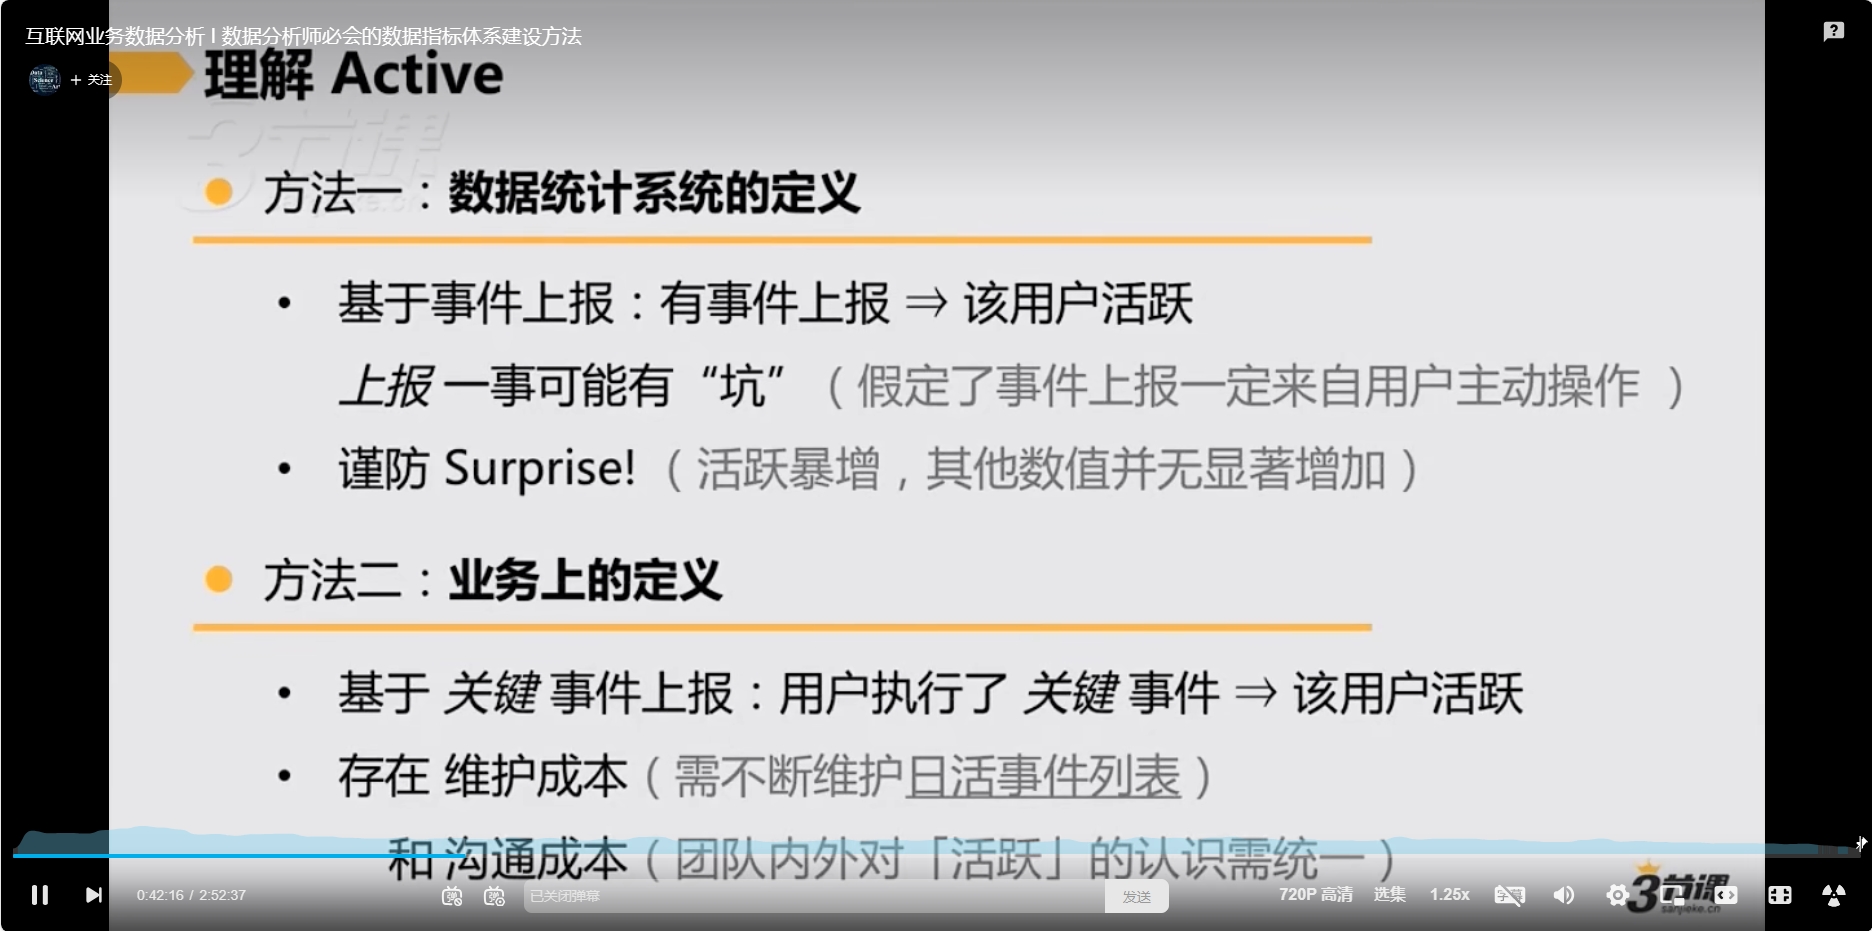 互联网业务数据分析 | 数据分析师必会的数据指标体系建设方法
+ 关注
理解 Active
3节课
sanjieke.cn
方法一：数据统计系统的定义
• 基于事件上报：有事件上报 ⇒ 该用户活跃
上报 一事可能有“坑”（假定了事件上报一定来自用户主动操作 ）
• 谨防 Surprise!（活跃暴增，其他数值并无显著增加）
方法二：业务上的定义
• 基于 关键 事件上报：用户执行了 关键 事件 ⇒ 该用户活跃
• 存在 维护成本（需不断维护日活事件列表）
和 沟通成本（团队内外对「活跃」的认识需统一 ）
0:42:16 / 2:52:37
已关闭弹幕
发送
720P 高清
选集
1.25x
3节课
sanjieke.cn